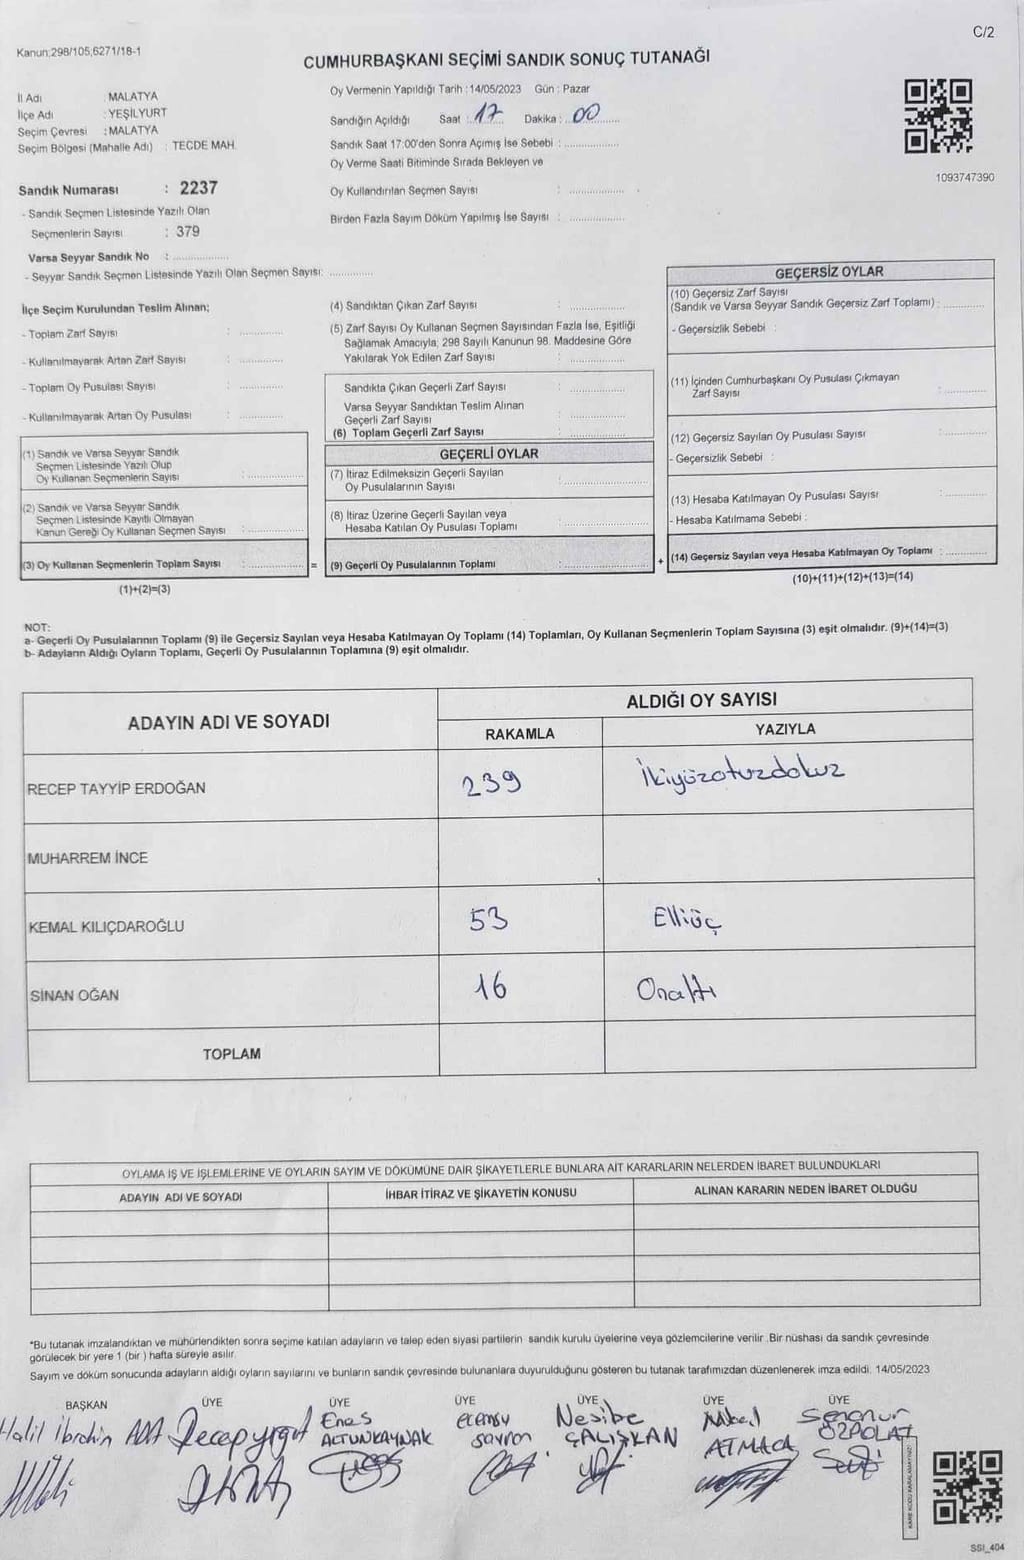 C/2
Kanun:298/105,6271/18-1
CUMHURBAŞKANI SEÇİMİ SANDIK SONUÇ TUTANAĞI
İl Adı : MALATYA
İlçe Adı : YEŞİLYURT
Seçim Çevresi : MALATYA
Seçim Bölgesi (Mahalle Adı) : TECDE MAH.
Sandık Numarası : 2237
- Sandık Seçmen Listesinde Yazılı Olan
Seçmenlerin Sayısı : 379
Varsa Seyyar Sandık No : ..................
- Seyyar Sandık Seçmen Listesinde Yazılı Olan Seçmen Sayısı: ..............
Oy Vermenin Yapıldığı Tarih : 14/05/2023 Gün : Pazar
Sandığın Açıldığı Saat : 17 Dakika : 00
Sandık Saat 17:00'den Sonra Açımış İse Sebebi : ..................
Oy Verme Saati Bitiminde Sırada Bekleyen ve
Oy Kullandırılan Seçmen Sayısı : ..................
Birden Fazla Sayım Döküm Yapılmış İse Sayısı : ..................
1093747390
İlçe Seçim Kurulundan Teslim Alınan;
- Toplam Zarf Sayısı : ..............
- Kullanılmayarak Artan Zarf Sayısı : ..............
- Toplam Oy Pusulası Sayısı : ..............
- Kullanılmayarak Artan Oy Pusulası : ..............
(1) Sandık ve Varsa Seyyar Sandık
Seçmen Listesinde Yazılı Olup
Oy Kullanan Seçmenlerin Sayısı : ..................
(2) Sandık ve Varsa Seyyar Sandık
Seçmen Listesinde Kayıtlı Olmayan
Kanun Gereği Oy Kullanan Seçmen Sayısı : ..................
(3) Oy Kullanan Seçmenlerin Toplam Sayısı : ..................
(1)+(2)=(3)
=
(4) Sandıktan Çıkan Zarf Sayısı : ..................
(5) Zarf Sayısı Oy Kullanan Seçmen Sayısından Fazla İse, Eşitliği
Sağlamak Amacıyla; 298 Sayılı Kanunun 98. Maddesine Göre
Yakılarak Yok Edilen Zarf Sayısı : ..................
Sandıkta Çıkan Geçerli Zarf Sayısı : ..................
Varsa Seyyar Sandıktan Teslim Alınan
Geçerli Zarf Sayısı : ..................
(6) Toplam Geçerli Zarf Sayısı : ..................
GEÇERLİ OYLAR
(7) İtiraz Edilmeksizin Geçerli Sayılan
Oy Pusulalarının Sayısı : ..................
(8) İtiraz Üzerine Geçerli Sayılan veya
Hesaba Katılan Oy Pusulası Toplamı : ..................
(9) Geçerli Oy Pusulalarının Toplamı : ..................
+
GEÇERSİZ OYLAR
(10) Geçersiz Zarf Sayısı
(Sandık ve Varsa Seyyar Sandık Geçersiz Zarf Toplamı) : ..............
- Geçersizlik Sebebi :
(11) İçinden Cumhurbaşkanı Oy Pusulası Çıkmayan
Zarf Sayısı : ..............
(12) Geçersiz Sayılan Oy Pusulası Sayısı : ..............
- Geçersizlik Sebebi :
(13) Hesaba Katılmayan Oy Pusulası Sayısı : ..............
- Hesaba Katılmama Sebebi :
(14) Geçersiz Sayılan veya Hesaba Katılmayan Oy Toplamı : ..............
(10)+(11)+(12)+(13)=(14)
NOT:
a- Geçerli Oy Pusulalarının Toplamı (9) ile Geçersiz Sayılan veya Hesaba Katılmayan Oy Toplamı (14) Toplamları, Oy Kullanan Seçmenlerin Toplam Sayısına (3) eşit olmalıdır. (9)+(14)=(3)
b- Adayların Aldığı Oyların Toplamı, Geçerli Oy Pusulalarının Toplamına (9) eşit olmalıdır.
ADAYIN ADI VE SOYADI ALDIĞI OY SAYISI
RAKAMLA YAZIYLA
RECEP TAYYİP ERDOĞAN 239 İkiyüzotuzdokuz
MUHARREM İNCE
KEMAL KILIÇDAROĞLU 53 Elliüç
SİNAN OĞAN 16 Onaltı
TOPLAM
OYLAMA İŞ VE İŞLEMLERİNE VE OYLARIN SAYIM VE DÖKÜMÜNE DAİR ŞİKAYETLERLE BUNLARA AİT KARARLARIN NELERDEN İBARET BULUNDUKLARI
ADAYIN ADI VE SOYADI İHBAR İTİRAZ VE ŞİKAYETİN KONUSU ALINAN KARARIN NEDEN İBARET OLDUĞU
*Bu tutanak imzalandıktan ve mühürlendikten sonra seçime katılan adayların ve talep eden siyasi partilerin sandık kurulu üyelerine veya gözlemcilerine verilir .Bir nüshası da sandık çevresinde
görülecek bir yere 1 (bir ) hafta süreyle asılır.
Sayım ve döküm sonucunda adayların aldığı oyların sayılarını ve bunların sandık çevresinde bulunanlara duyurulduğunu gösteren bu tutanak tarafımızdan düzenlenerek imza edildi. 14/05/2023
BAŞKAN ÜYE ÜYE ÜYE ÜYE ÜYE ÜYE
Halil İbrahim ADA Recep yiğit Enes ALTUNKAYNAK Nesibe ÇALIŞKAN ATMACA Senanur ÖZPOLAT
SSI_404